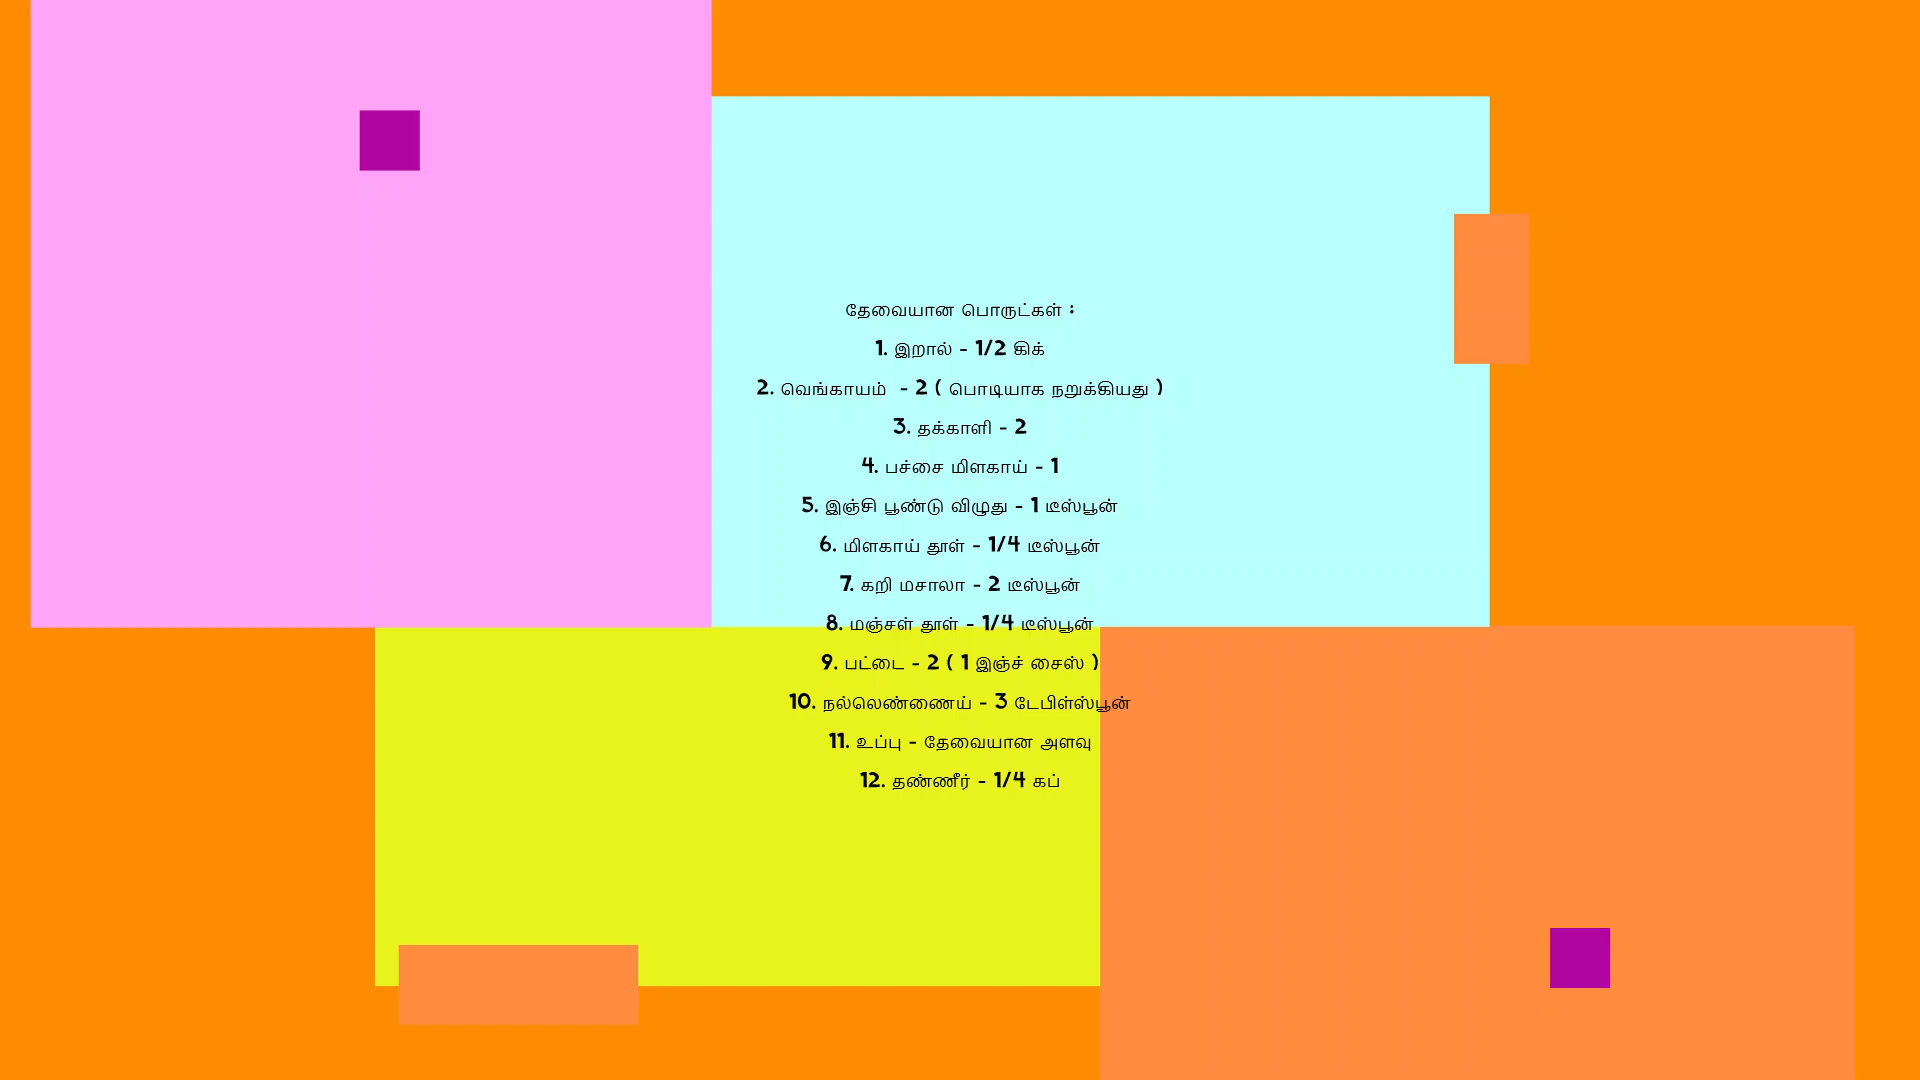 தேவையான பொருட்கள் :
1. இறால் - 1/2 கிக்
2. வெங்காயம் - 2 ( பொடியாக நறுக்கியது )
3. தக்காளி - 2
4. பச்சை மிளகாய் - 1
5. இஞ்சி பூண்டு விழுது - 1 டீஸ்பூன்
6. மிளகாய் தூள் - 1/4 டீஸ்பூன்
7. கறி மசாலா - 2 டீஸ்பூன்
8. மஞ்சள் தூள் - 1/4 டீஸ்பூன்
9. பட்டை - 2 ( 1 இஞ்ச் சைஸ் )
10. நல்லெண்ணைய் - 3 டேபிள்ஸ்பூன்
11. உப்பு - தேவையான அளவு
12. தண்ணீர் - 1/4 கப்